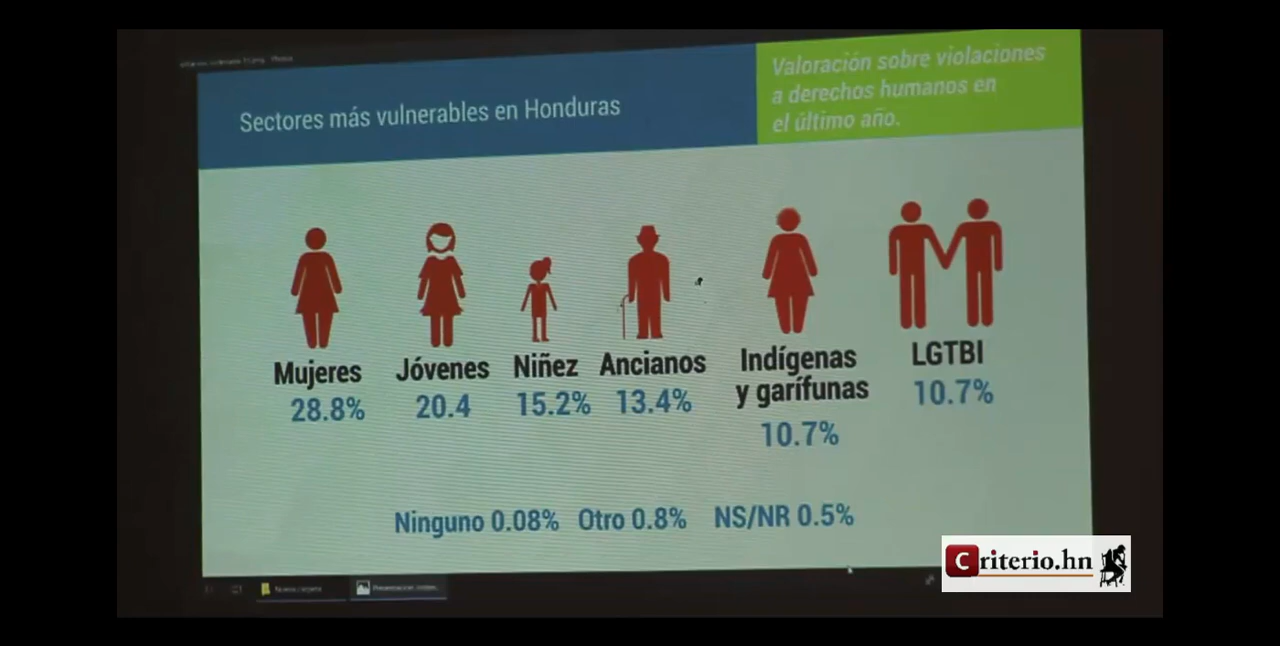 Sectores más vulnerables en Honduras
Valoración sobre violaciones
a derechos humanos en
el último año.
Mujeres
28.8%
Jóvenes
20.4
Niñez
15.2%
Ancianos
13.4%
Indígenas
y garífunas
10.7%
LGTBI
10.7%
Ninguno 0.08% Otro 0.8% NS/NR 0.5%
Criterio.hn